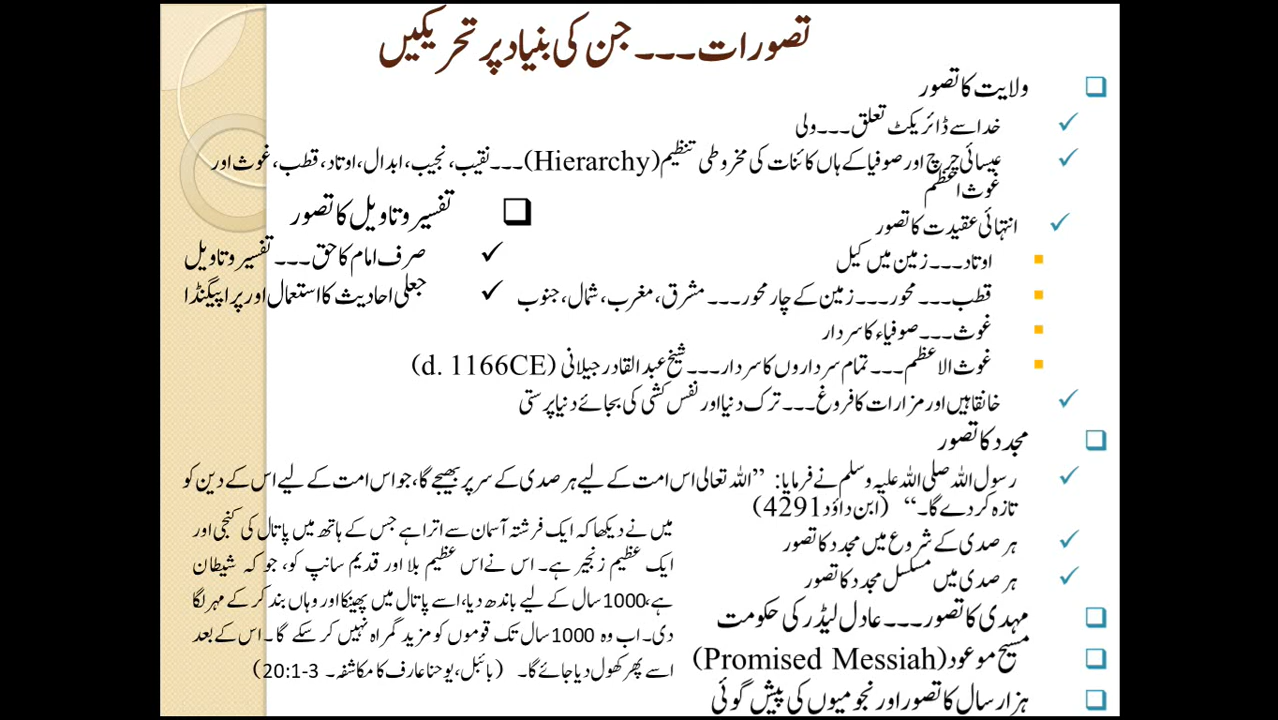 تصورات۔۔۔ جن کی بنیاد پر تحریکیں
ولایت کا تصور
خدا سے ڈائریکٹ تعلق۔۔۔ ولی
عیسائی چرچ اور صوفیا کے ہاں کائنات کی مخروطی تنظیم (Hierarchy)۔۔۔ نقیب، نجیب، ابدال، اوتاد، قطب، غوث اور
غوث اعظم
انتہائی عقیدت کا تصور
اوتاد۔۔۔ زمین میں کیل
قطب۔۔۔ محور۔۔۔ زمین کے چار محور۔۔۔ مشرق، مغرب، شمال، جنوب
غوث۔۔۔ صوفیاء کا سردار
غوث الاعظم۔۔۔ تمام سرداروں کا سردار۔۔۔ شیخ عبد القادر جیلانی (d. 1166CE)
خانقاہیں اور مزارات کا فروغ۔۔۔ ترک دنیا اور نفس کشی کی بجائے دنیا پرستی
تفسیر و تاویل کا تصور
صرف امام کا حق۔۔۔ تفسیر و تاویل
جعلی احادیث کا استعمال اور پراپیگنڈا
مجدد کا تصور
رسول اللہ صلی اللہ علیہ وسلم نے فرمایا: ”اللہ تعالی اس امت کے لیے ہر صدی کے سر پر بھیجے گا، جو اس امت کے لیے اس کے دین کو
تازہ کر دے گا۔“ (ابن داؤد 4291)
ہر صدی کے شروع میں مجدد کا تصور
ہر صدی میں مسلسل مجدد کا تصور
مہدی کا تصور۔۔۔ عادل لیڈر کی حکومت
مسیح موعود (Promised Messiah)
ہزار سال کا تصور اور نجومیوں کی پیش گوئی
میں نے دیکھا کہ ایک فرشتہ آسمان سے اترا ہے جس کے ہاتھ میں پاتال کی کنجی اور
ایک عظیم زنجیر ہے۔ اس نے اس عظیم بلا اور قدیم سانپ کو، جو کہ شیطان
ہے، 1000 سال کے لیے باندھ دیا، اسے پاتال میں پھینکا اور وہاں بند کر کے مہر لگا
دی۔ اب وہ 1000 سال تک قوموں کو مزید گمراہ نہیں کر سکے گا۔ اس کے بعد
اسے پھر کھول دیا جائے گا۔ (بائبل، یوحنا عارف کا مکاشفہ۔ 20:1-3)